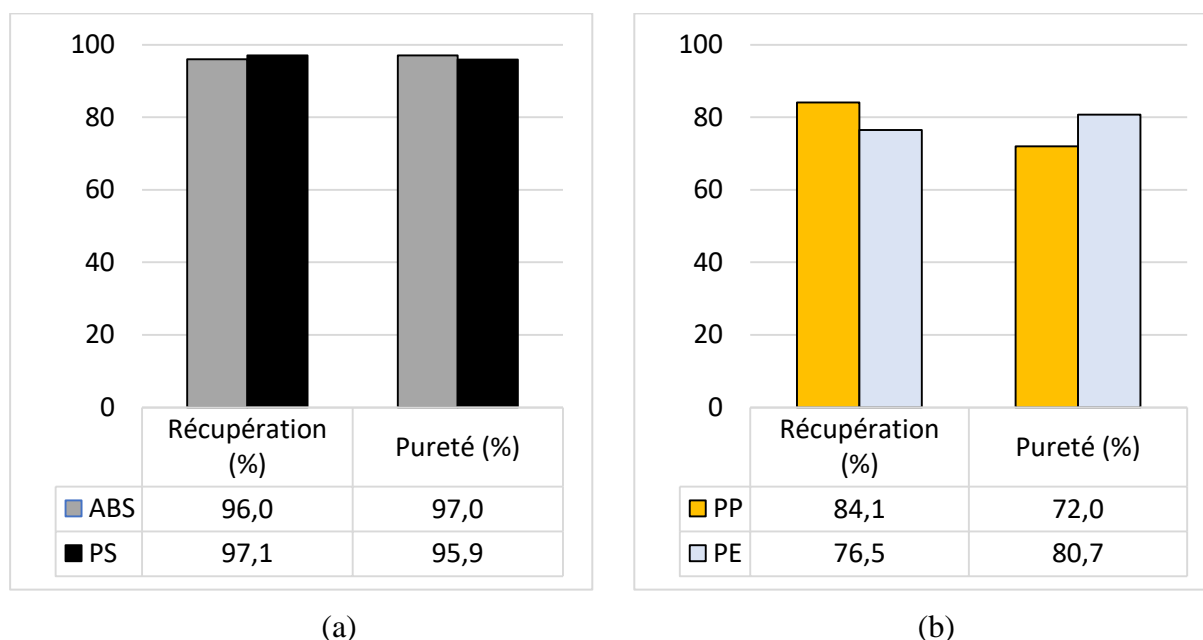 100
80
60
40
20
0
Récupération
(%)
Pureté (%)
ABS 96,0 97,0
PS 97,1 95,9
(a)
100
80
60
40
20
0
Récupération
(%)
Pureté (%)
PP 84,1 72,0
PE 76,5 80,7
(b)